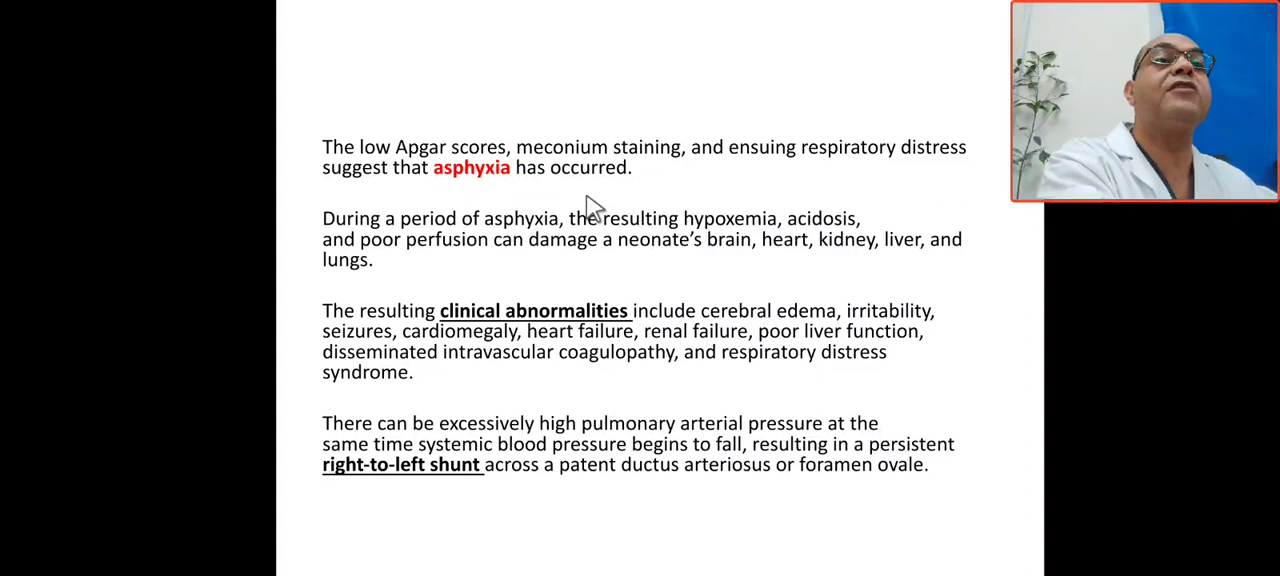 The low Apgar scores, meconium staining, and ensuing respiratory distress
suggest that asphyxia has occurred.
During a period of asphyxia, the resulting hypoxemia, acidosis,
and poor perfusion can damage a neonate’s brain, heart, kidney, liver, and
lungs.
The resulting clinical abnormalities include cerebral edema, irritability,
seizures, cardiomegaly, heart failure, renal failure, poor liver function,
disseminated intravascular coagulopathy, and respiratory distress
syndrome.
There can be excessively high pulmonary arterial pressure at the
same time systemic blood pressure begins to fall, resulting in a persistent
right-to-left shunt across a patent ductus arteriosus or foramen ovale.